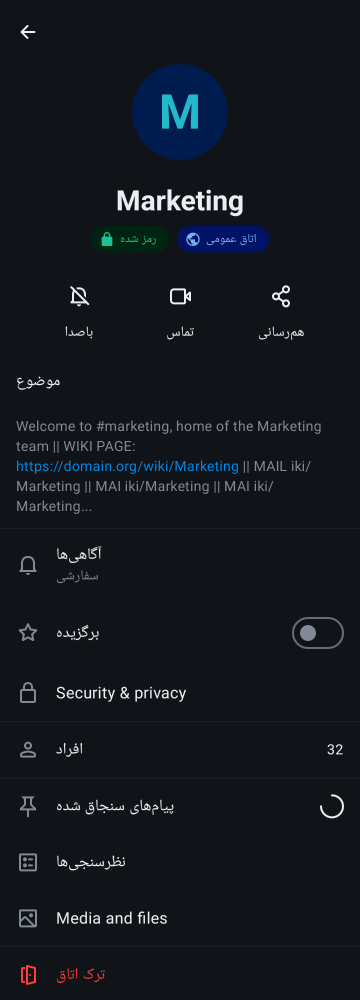 M
Marketing
رمز شده
اتاق عمومی
باصدا
تماس
هم‌رسانی
موضوع
Welcome to #marketing, home of the Marketing
team || WIKI PAGE:
https://domain.org/wiki/Marketing || MAIL iki/
Marketing || MAI iki/Marketing || MAI iki/
Marketing...
آگاهی‌ها
سفارشی
برگزیده
Security & privacy
افراد
32
پیام‌های سنجاق شده
نظرسنجی‌ها
Media and files
ترک اتاق